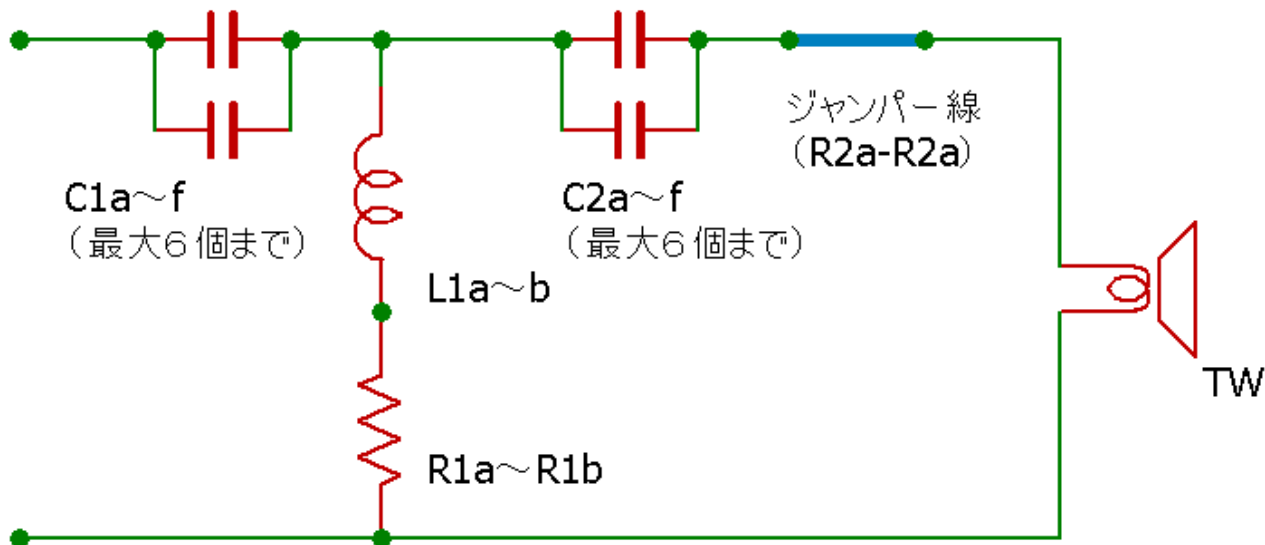 ジャンパー線
（R2a-R2a）
C1a～f
（最大６個まで）
C2a～f
（最大６個まで）
L1a～b
TW
R1a～R1b